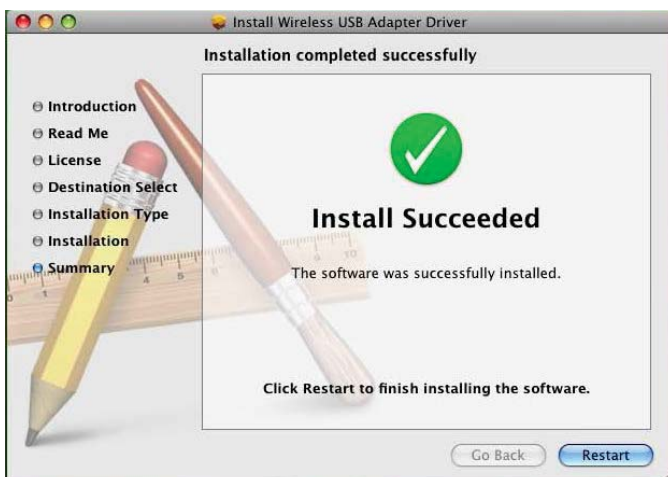 Install Wireless USB Adapter Driver
Installation completed successfully
Introduction
Read Me
License
Destination Select
Installation Type
Installation
Summary
Install Succeeded
The software was successfully installed.
Click Restart to finish installing the software.
Go Back
Restart